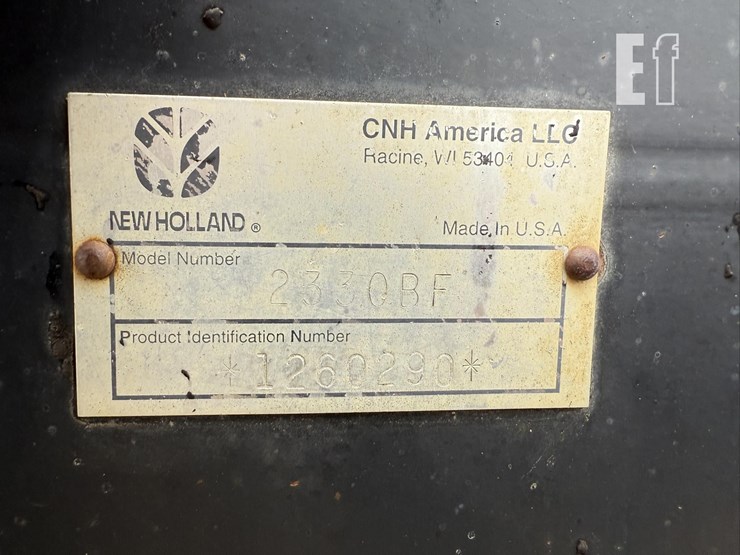 Ef
CNH America LLC
Racine, WI 53404 U.S.A.
NEW HOLLAND ®
Made In U.S.A.
Model Number
2330BF
Product Identification Number
*1260290*